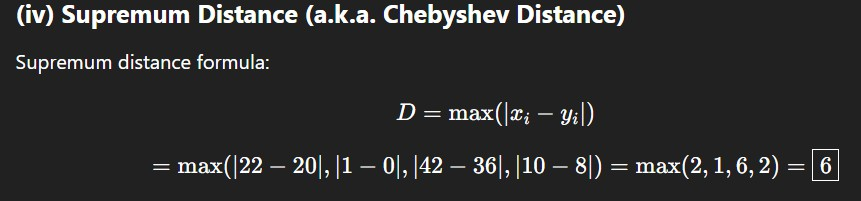 (iv) Supremum Distance (a.k.a. Chebyshev Distance)
Supremum distance formula:
D = max(|xᵢ − yᵢ|)
= max(|22 − 20|, |1 − 0|, |42 − 36|, |10 − 8|) = max(2, 1, 6, 2) = 6